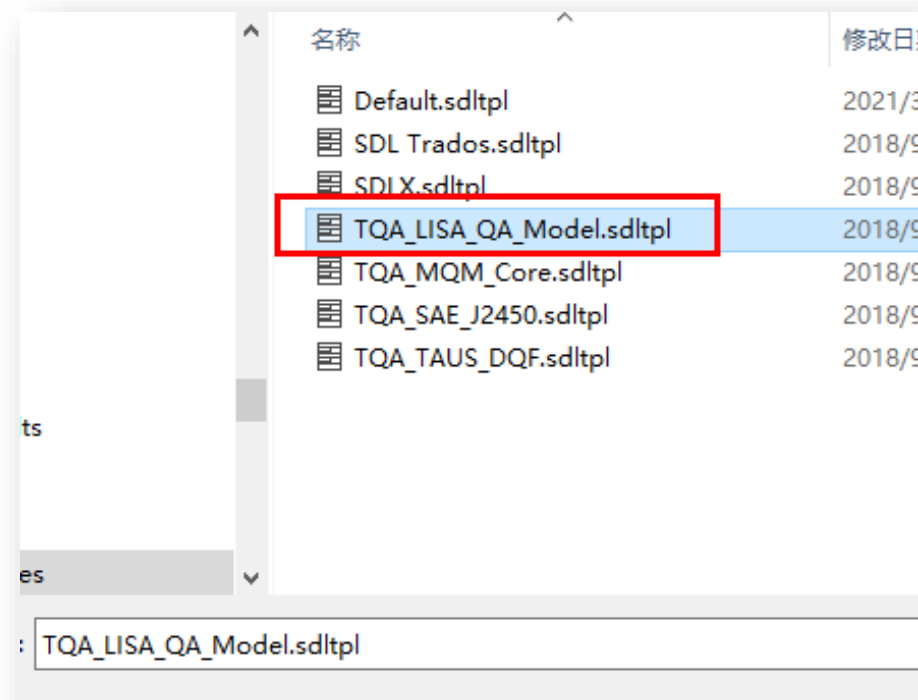 名称 修改日
Default.sdltpl 2021/3
SDL Trados.sdltpl 2018/9
SDLX.sdltpl 2018/9
TQA_LISA_QA_Model.sdltpl 2018/9
TQA_MQM_Core.sdltpl 2018/9
TQA_SAE_J2450.sdltpl 2018/9
TQA_TAUS_DQF.sdltpl 2018/9
ts
es
: TQA_LISA_QA_Model.sdltpl